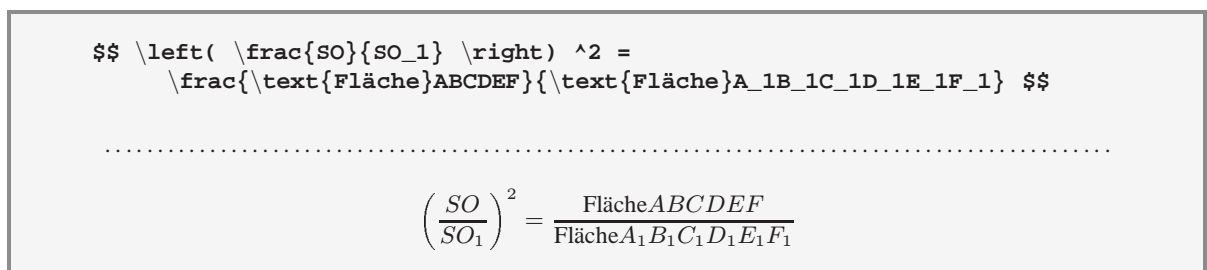 $$ \left( \frac{SO}{SO_1} \right) ^2 =
\frac{\text{Fläche}ABCDEF}{\text{Fläche}A_1B_1C_1D_1E_1F_1} $$
(SO/SO₁)² = FlächeABCDEF/FlächeA₁B₁C₁D₁E₁F₁